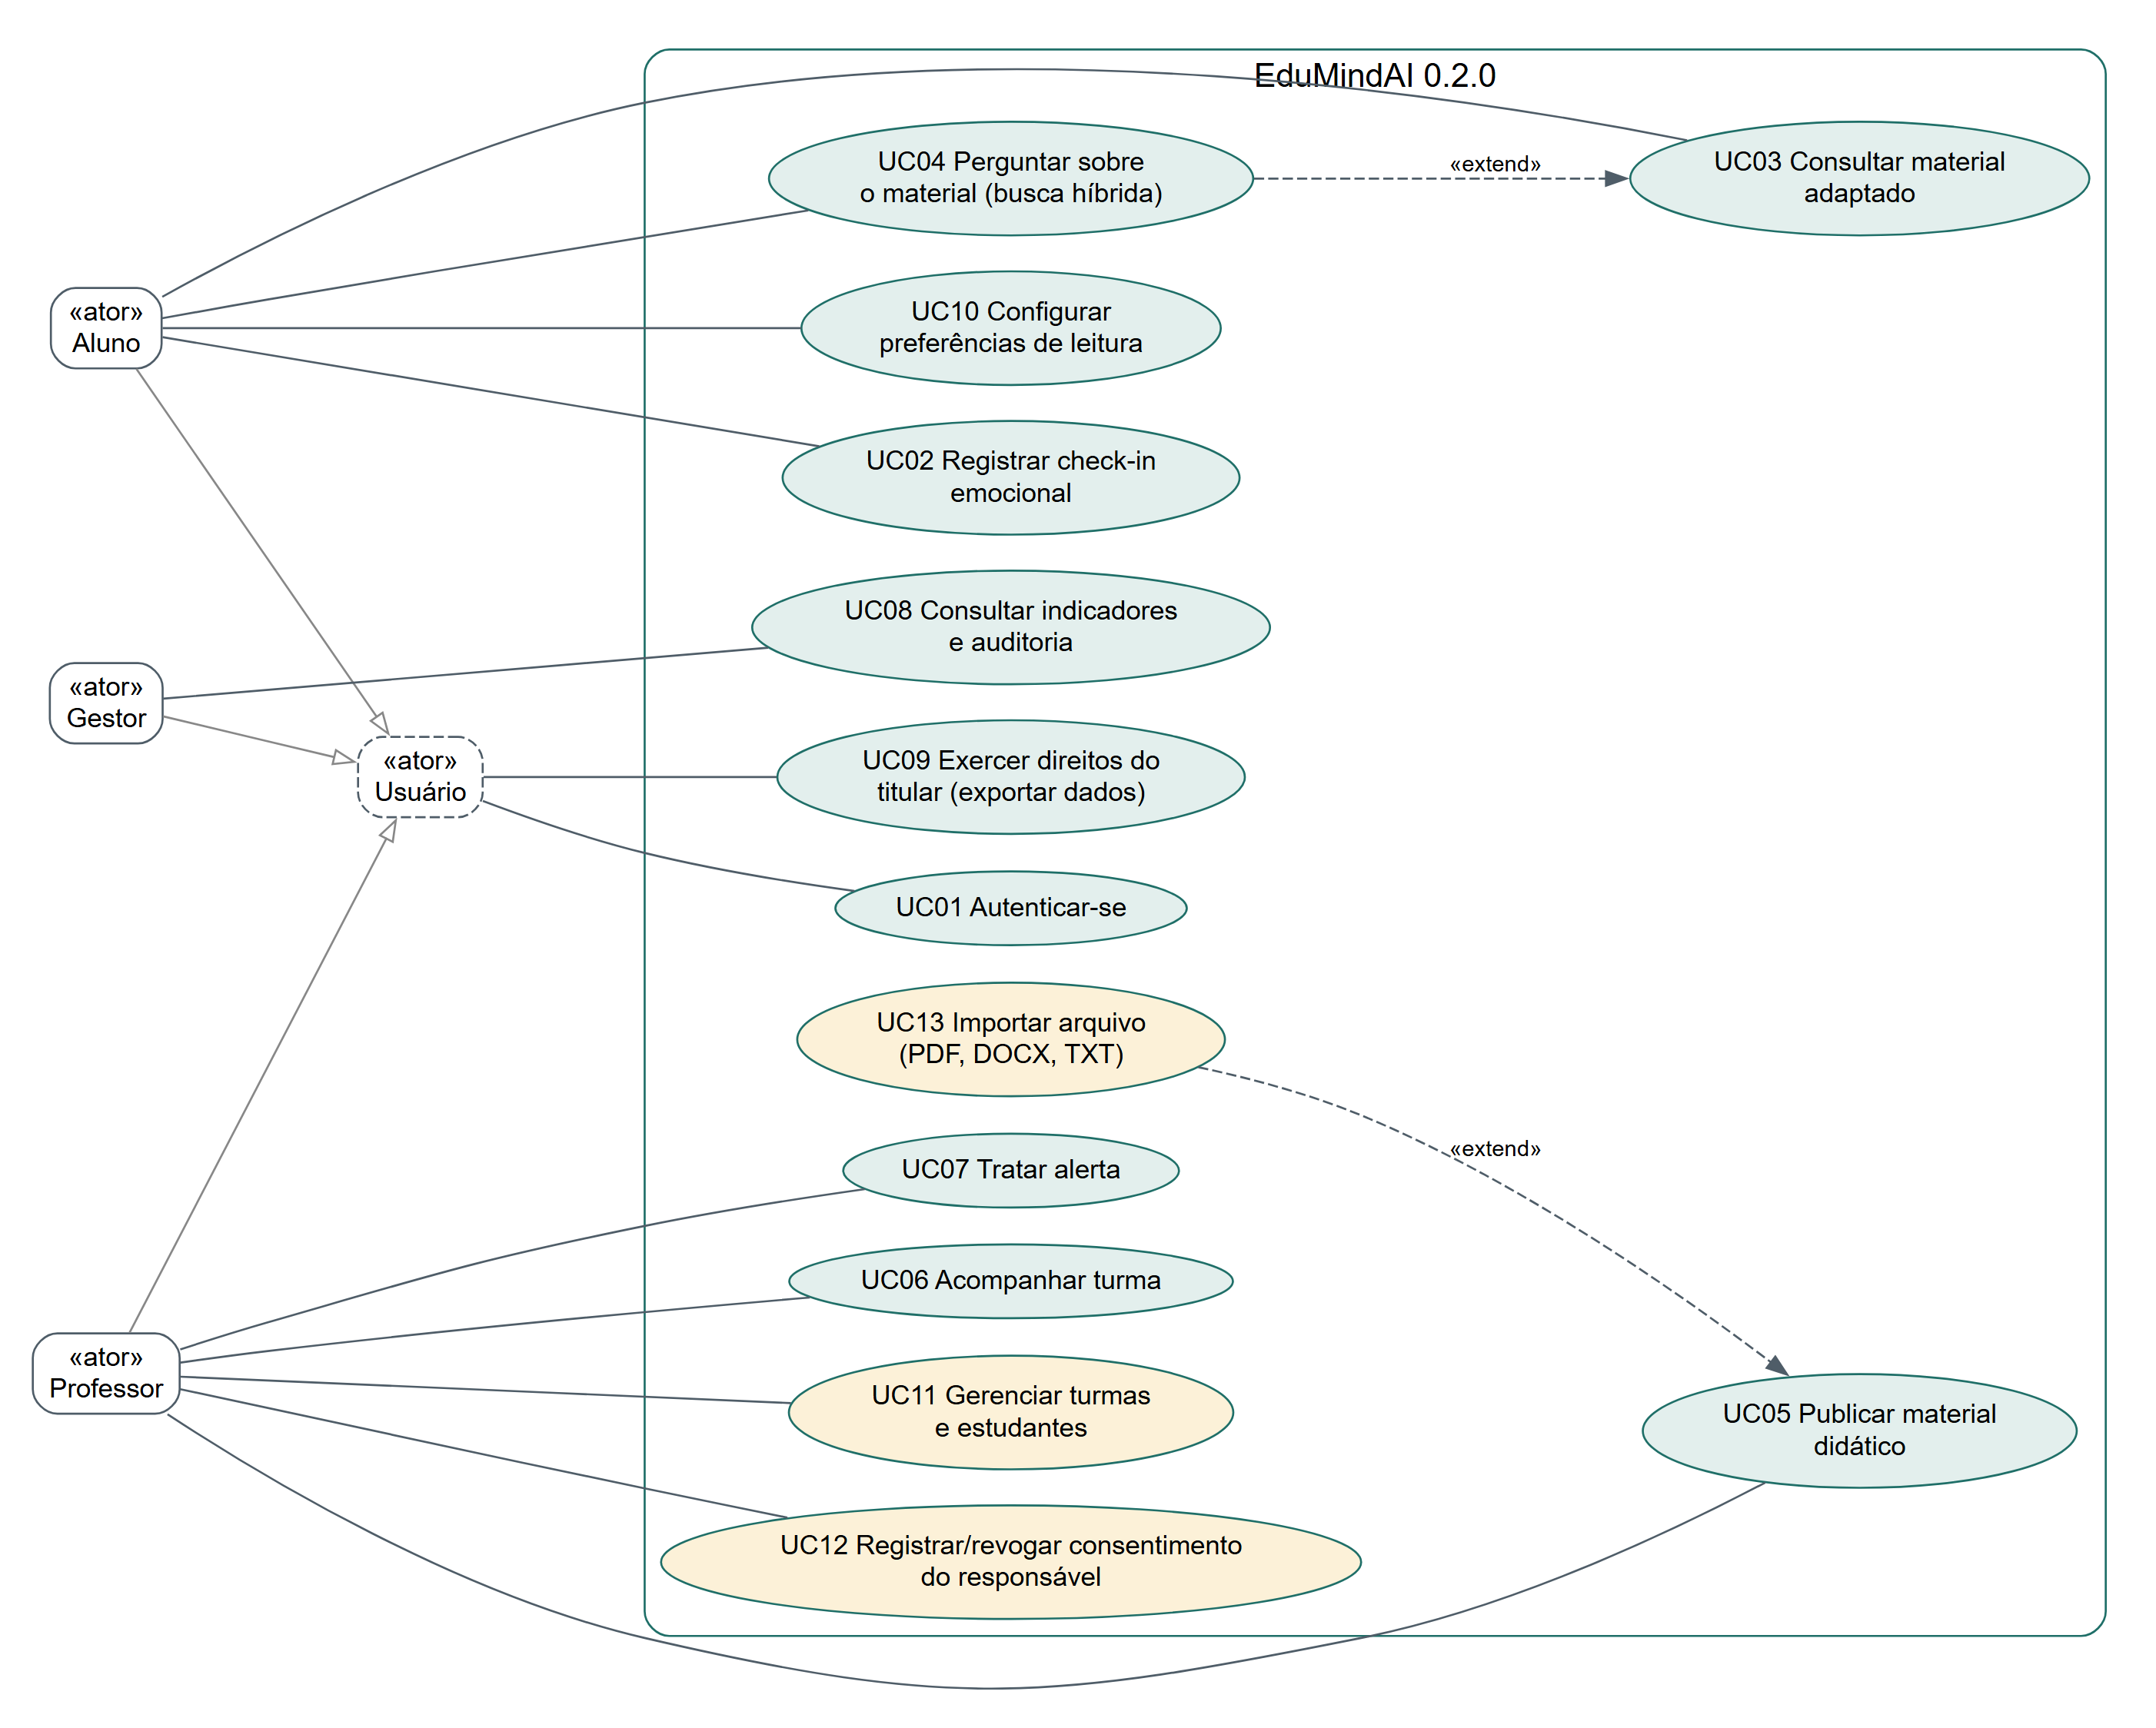 EduMindAI 0.2.0
UC04 Perguntar sobre
o material (busca híbrida)
«extend»
UC03 Consultar material
adaptado
«ator»
Aluno
UC10 Configurar
preferências de leitura
UC02 Registrar check-in
emocional
UC08 Consultar indicadores
e auditoria
«ator»
Gestor
«ator»
Usuário
UC09 Exercer direitos do
titular (exportar dados)
UC01 Autenticar-se
UC13 Importar arquivo
(PDF, DOCX, TXT)
«extend»
UC07 Tratar alerta
UC06 Acompanhar turma
«ator»
Professor
UC11 Gerenciar turmas
e estudantes
UC05 Publicar material
didático
UC12 Registrar/revogar consentimento
do responsável